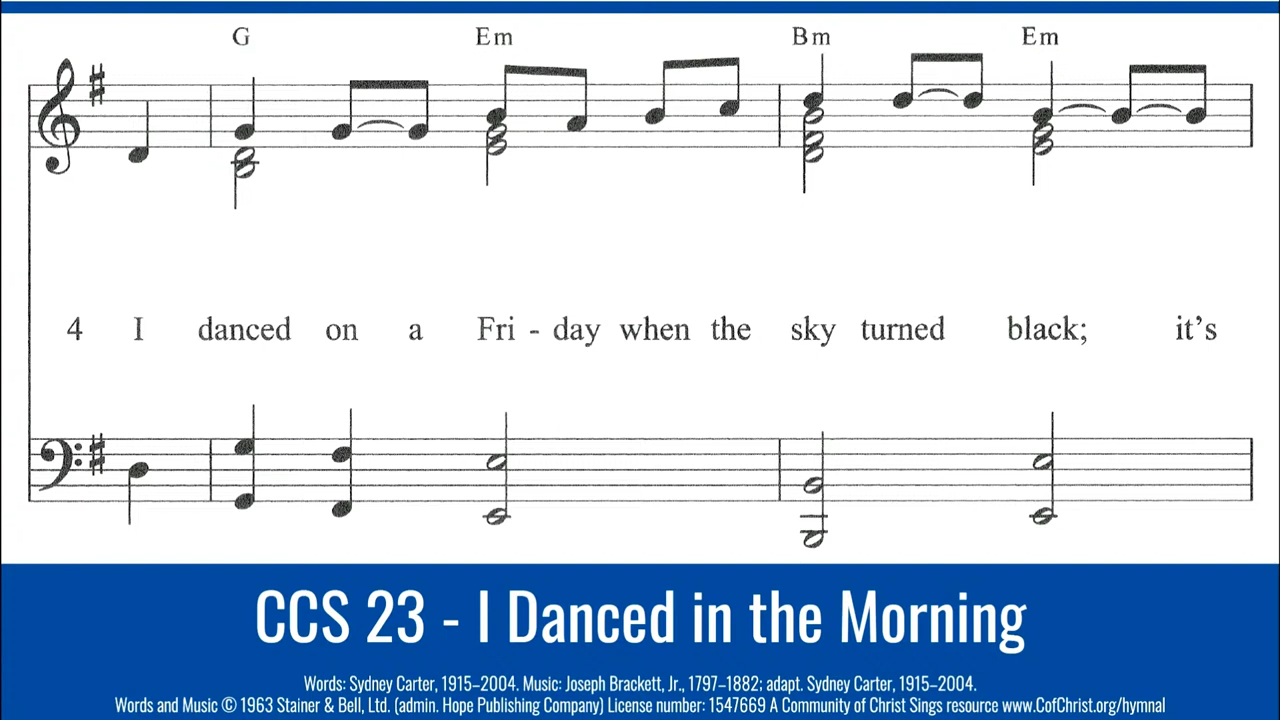 G Em Bm Em
4 I danced on a Fri - day when the sky turned black; it's
CCS 23 - I Danced in the Morning
Words: Sydney Carter, 1915–2004. Music: Joseph Brackett, Jr., 1797–1882; adapt. Sydney Carter, 1915–2004.
Words and Music © 1963 Stainer & Bell, Ltd. (admin. Hope Publishing Company) License number: 1547669 A Community of Christ Sings resource www.CofChrist.org/hymnal